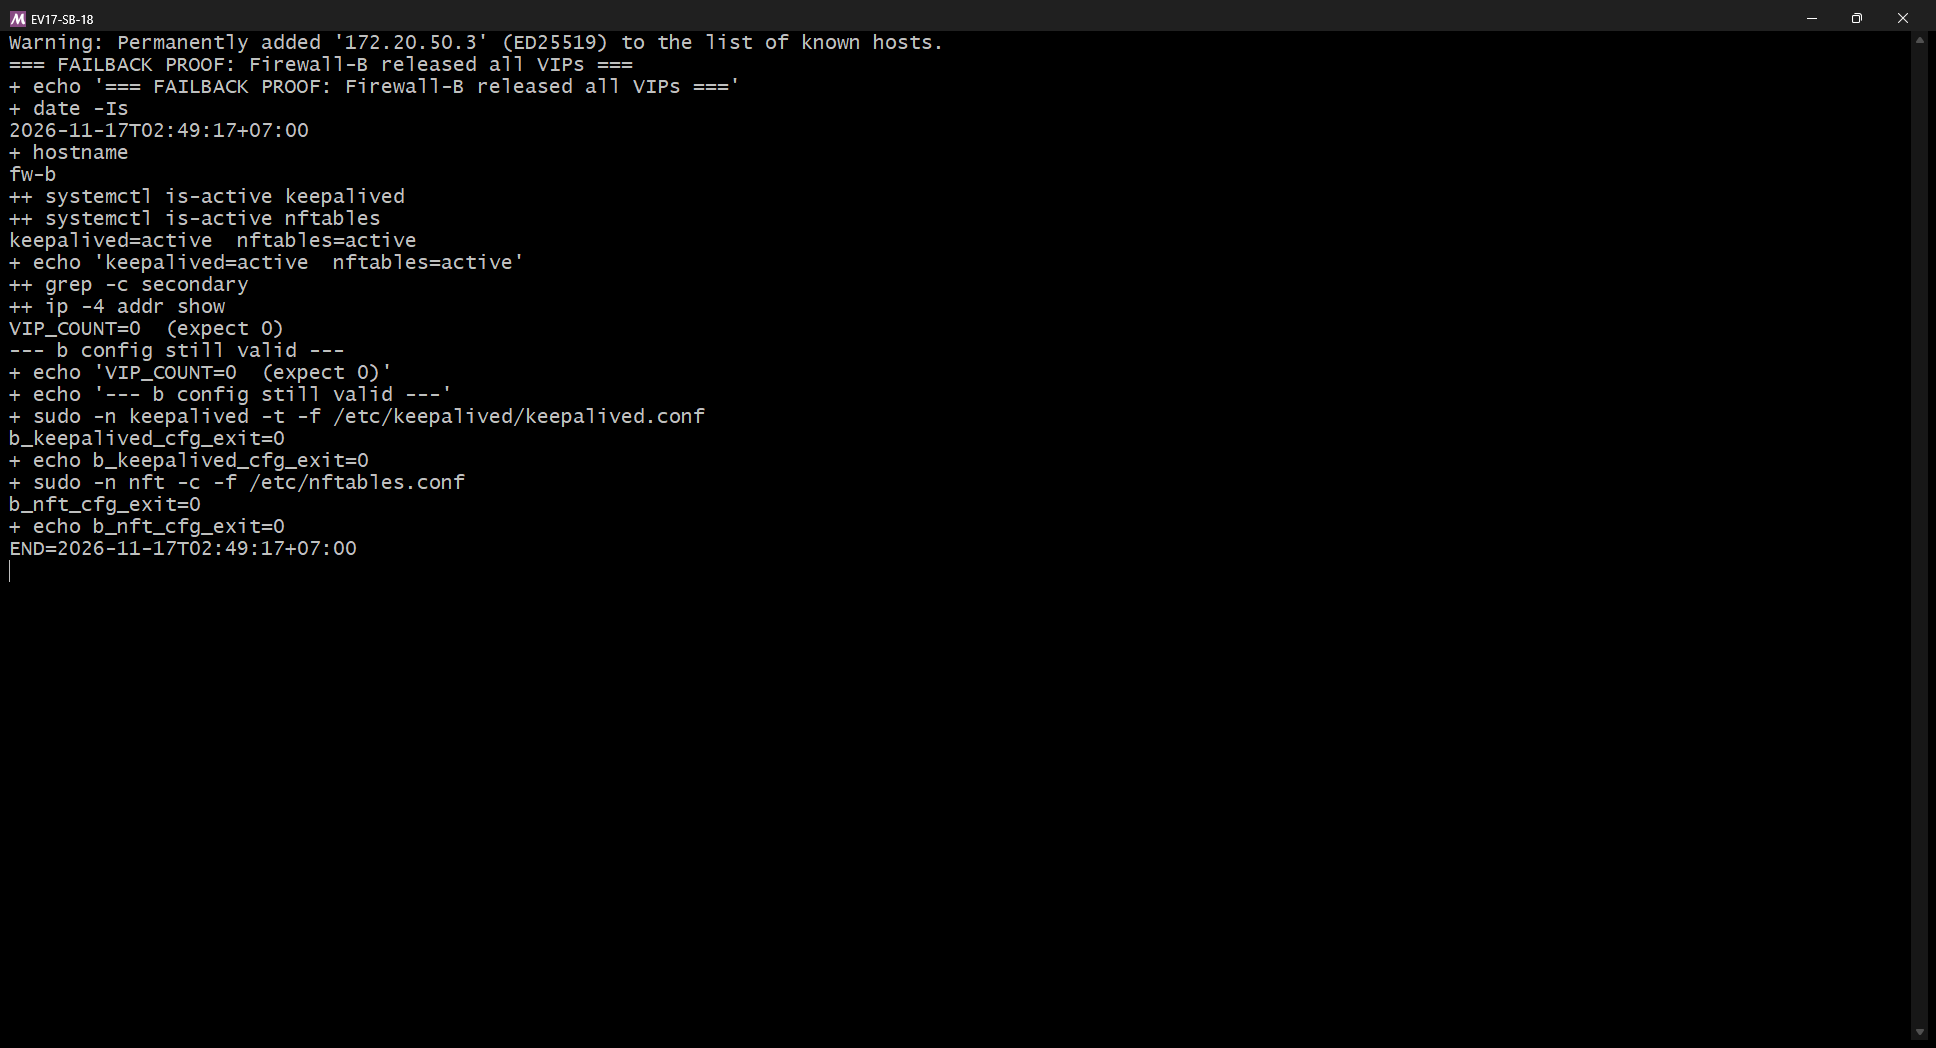 EV17-SB-18
Warning: Permanently added '172.20.50.3' (ED25519) to the list of known hosts.
=== FAILBACK PROOF: Firewall-B released all VIPs ===
+ echo '=== FAILBACK PROOF: Firewall-B released all VIPs ==='
+ date -Is
2026-11-17T02:49:17+07:00
+ hostname
fw-b
++ systemctl is-active keepalived
++ systemctl is-active nftables
keepalived=active  nftables=active
+ echo 'keepalived=active  nftables=active'
++ grep -c secondary
++ ip -4 addr show
VIP_COUNT=0  (expect 0)
--- b config still valid ---
+ echo 'VIP_COUNT=0  (expect 0)'
+ echo '--- b config still valid ---'
+ sudo -n keepalived -t -f /etc/keepalived/keepalived.conf
b_keepalived_cfg_exit=0
+ echo b_keepalived_cfg_exit=0
+ sudo -n nft -c -f /etc/nftables.conf
b_nft_cfg_exit=0
+ echo b_nft_cfg_exit=0
END=2026-11-17T02:49:17+07:00